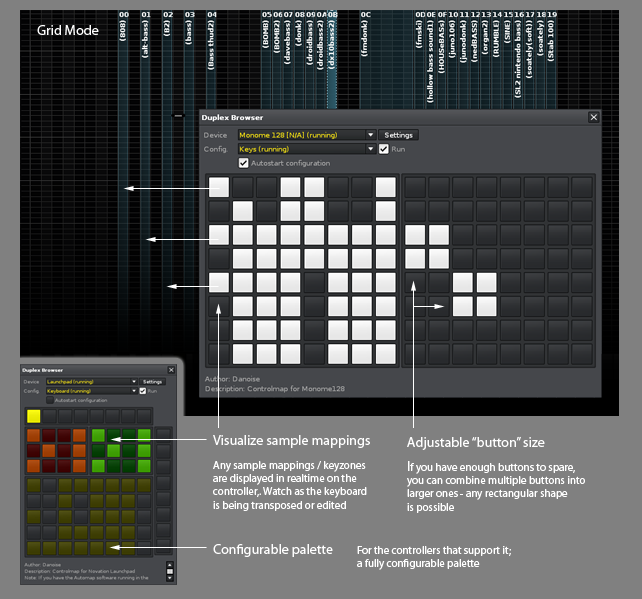 Grid Mode
00 01 02 03 04 05 06 07 08 09 0A 0B 0C 0D 0E 0F 10 11 12 13 14 15 16 17 18 19
(808)
(alt-bass)
(B2)
(bass)
(Bass thud2)
(BOMB)
(BOMB2)
(davebass)
(donk)
(droidbass)
(droidbass2)
(dx10bass2)
(fmdonk)
(fmski)
(hollow bass sound1)
(HOUSeBASs)
(juno106)
(junodonk)
(medBASS)
(organ2)
(RUMBLE)
(SINE)
(SL2 nintendo bass)
(soately(soft))
(soately)
(Stab 100)
Duplex Browser
Device Monome 128 [N/A] (running) Settings
Config. Keys (running) Run
Autostart configuration
Author: Danoise
Description: Controlmap for Monome128
Duplex Browser
Device Launchpad (running) Settings
Config. Keyboard (running) Run
Autostart configuration
Author: Danoise
Description: Controlmap for Novation Launchpad
Note: If you have the Automap software running in the
Visualize sample mappings
Any sample mappings / keyzones
are displayed in realtime on the
controller,. Watch as the keyboard
is being transposed or edited
Adjustable “button” size
If you have enough buttons to spare,
you can combine multiple buttons into
larger ones - any rectangular shape
is possible
Configurable palette
For the controllers that support it;
a fully configurable palette